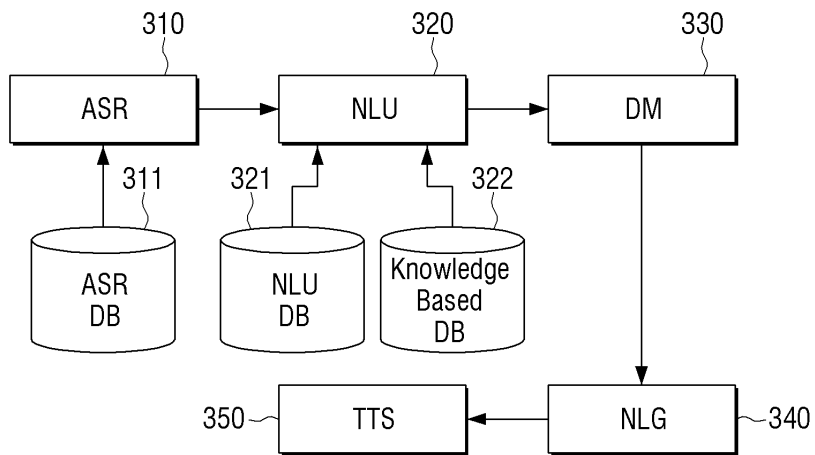 310
320
330
ASR
NLU
DM
311
321
322
ASR
DB
NLU
DB
Knowledge
Based
DB
350
TTS
NLG
340